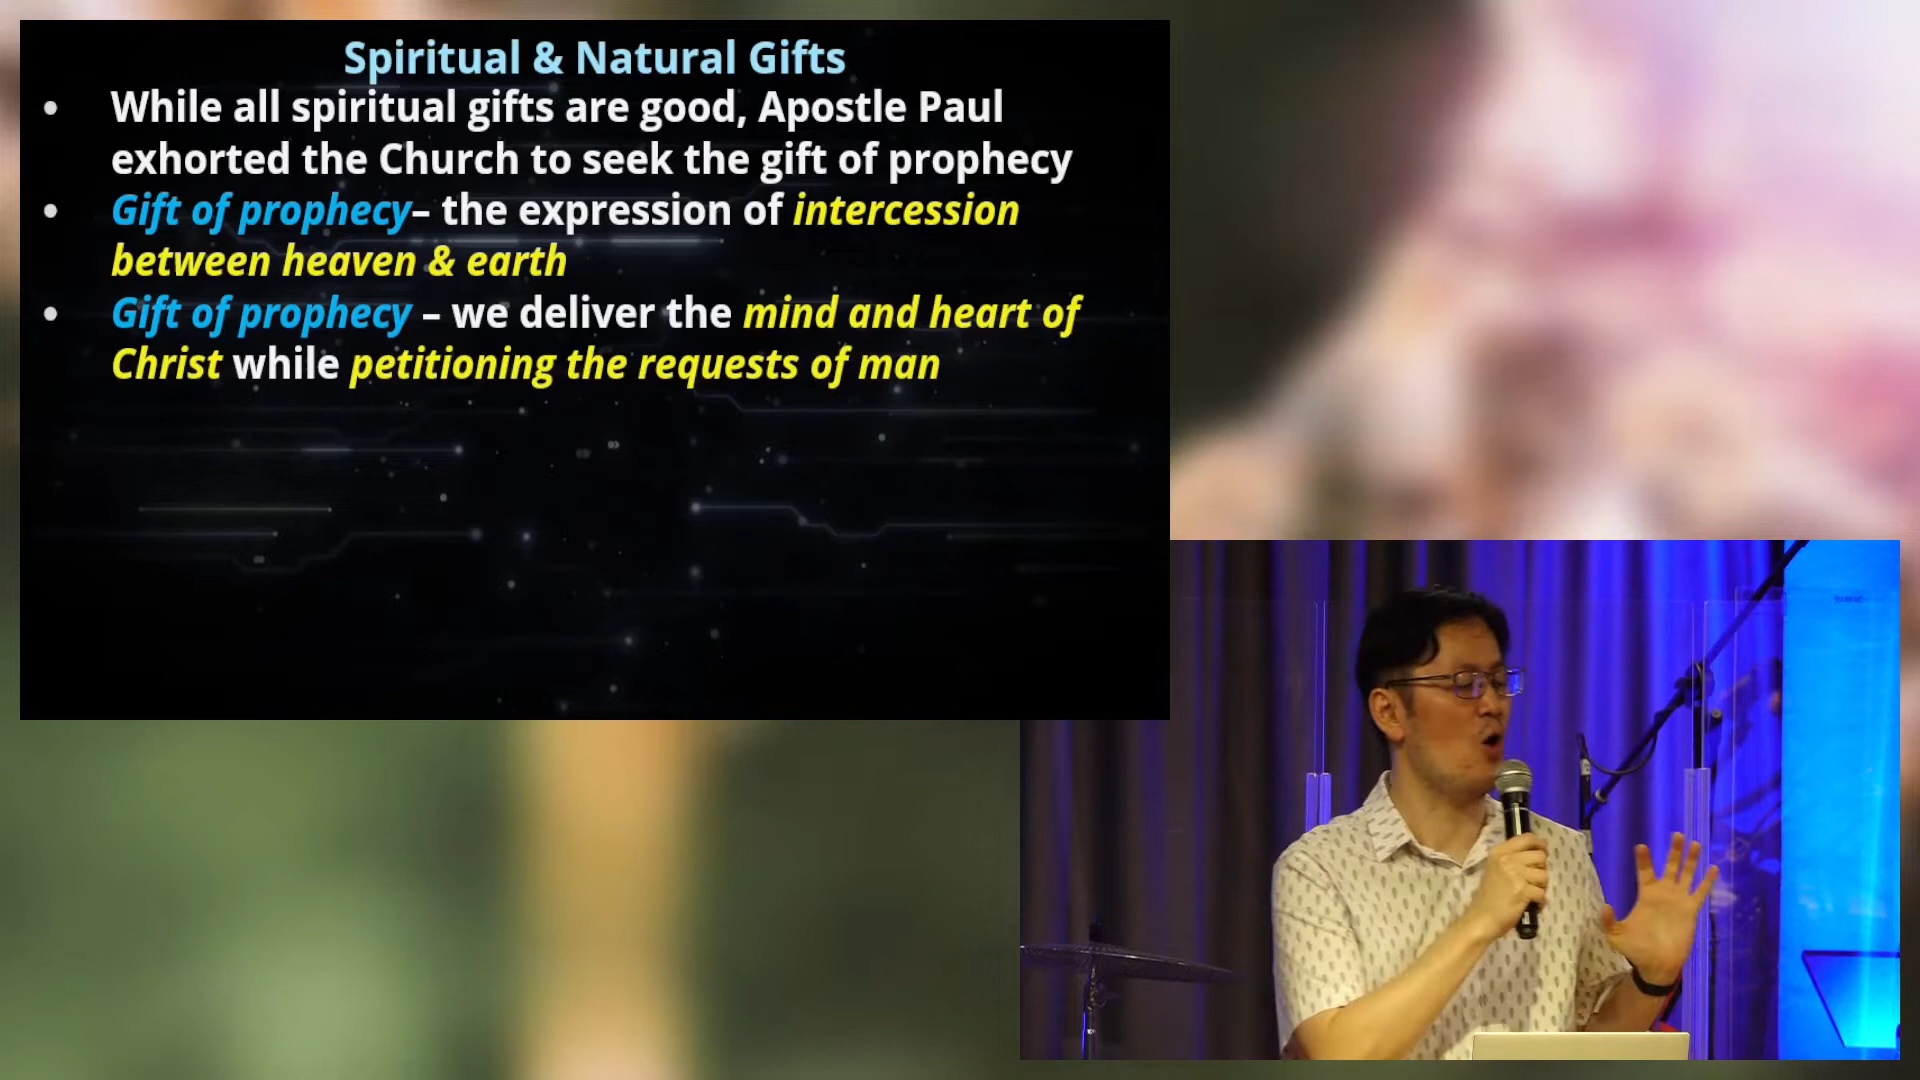 Spiritual & Natural Gifts
• While all spiritual gifts are good, Apostle Paul
exhorted the Church to seek the gift of prophecy
• Gift of prophecy– the expression of intercession
between heaven & earth
• Gift of prophecy – we deliver the mind and heart of
Christ while petitioning the requests of man